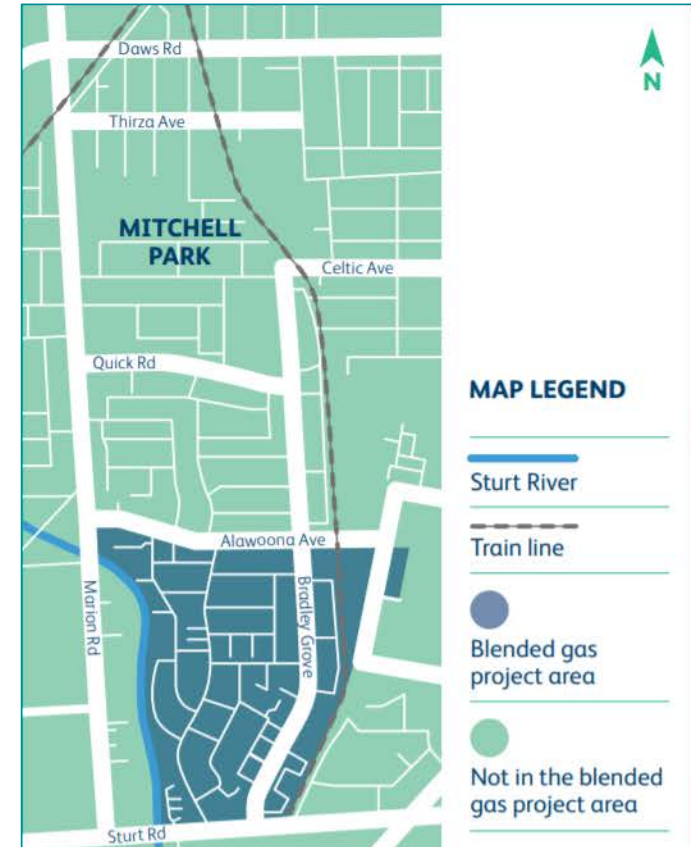 Daws Rd
N
Thirza Ave
MITCHELL
PARK
Celtic Ave
Quick Rd
MAP LEGEND
Sturt River
Alawoona Ave
Train line
Marion Rd
Bradley Grove
Blended gas
project area
Not in the blended
gas project area
Sturt Rd